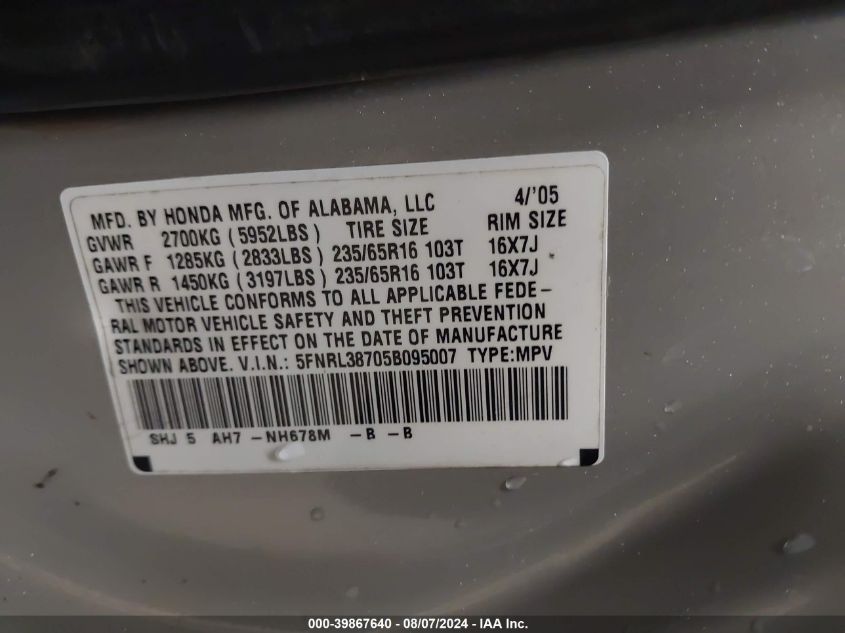 MFD. BY HONDA MFG. OF ALABAMA, LLC 4/'05
GVWR 2700KG (5952LBS) TIRE SIZE RIM SIZE
GAWR F 1285KG (2833LBS) 235/65R16 103T 16X7J
GAWR R 1450KG (3197LBS) 235/65R16 103T 16X7J
THIS VEHICLE CONFORMS TO ALL APPLICABLE FEDE-
RAL MOTOR VEHICLE SAFETY AND THEFT PREVENTION
STANDARDS IN EFFECT ON THE DATE OF MANUFACTURE
SHOWN ABOVE. V.I.N.: 5FNRL38705B095007 TYPE:MPV
SHJ 5 AH7 -NH678M -B -B
000-39867640 - 08/07/2024 - IAA Inc.